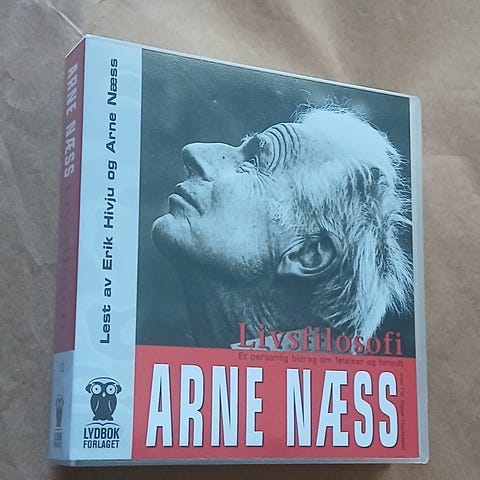 ARNE NÆSS
Lest av Erik Hivju og Arne Næss
LYDBOK
FORLAGET
Livsfilosofi
Et personlig bidrag om følelser og fornuft
ARNE NÆSS